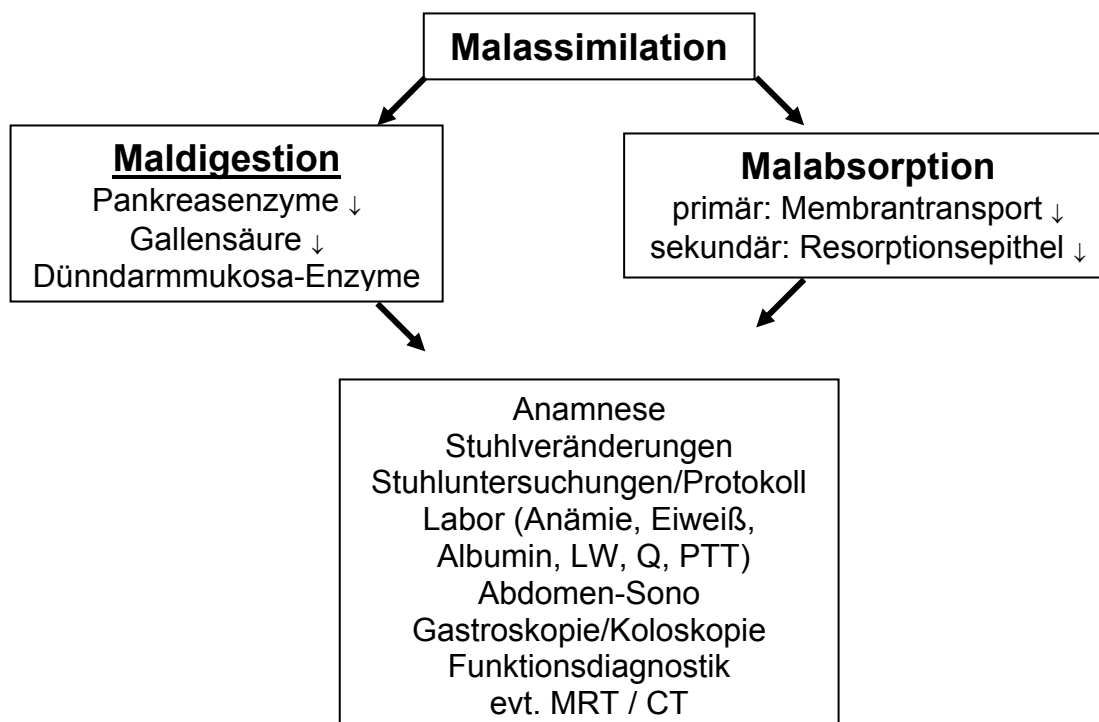 Malassimilation
Maldigestion
Pankreasenzyme ↓
Gallensäure ↓
Dünndarmmukosa-Enzyme
Malabsorption
primär: Membrantransport ↓
sekundär: Resorptionsepithel ↓
Anamnese
Stuhlveränderungen
Stuhluntersuchungen/Protokoll
Labor (Anämie, Eiweiß,
Albumin, LW, Q, PTT)
Abdomen-Sono
Gastroskopie/Koloskopie
Funktionsdiagnostik
evt. MRT / CT